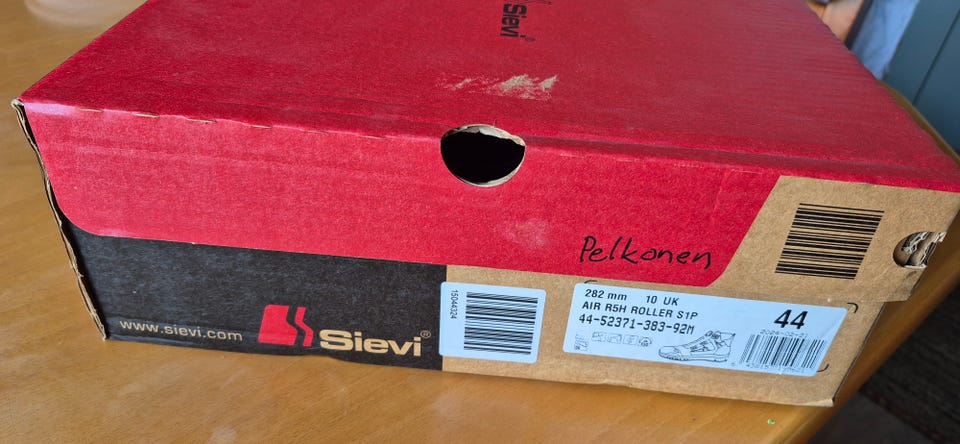 Sievi®
Pelkonen
15044324
282 mm 10 UK
AIR R5H ROLLER S1P
44-52371-383-92M
44
www.sievi.com
Sievi®